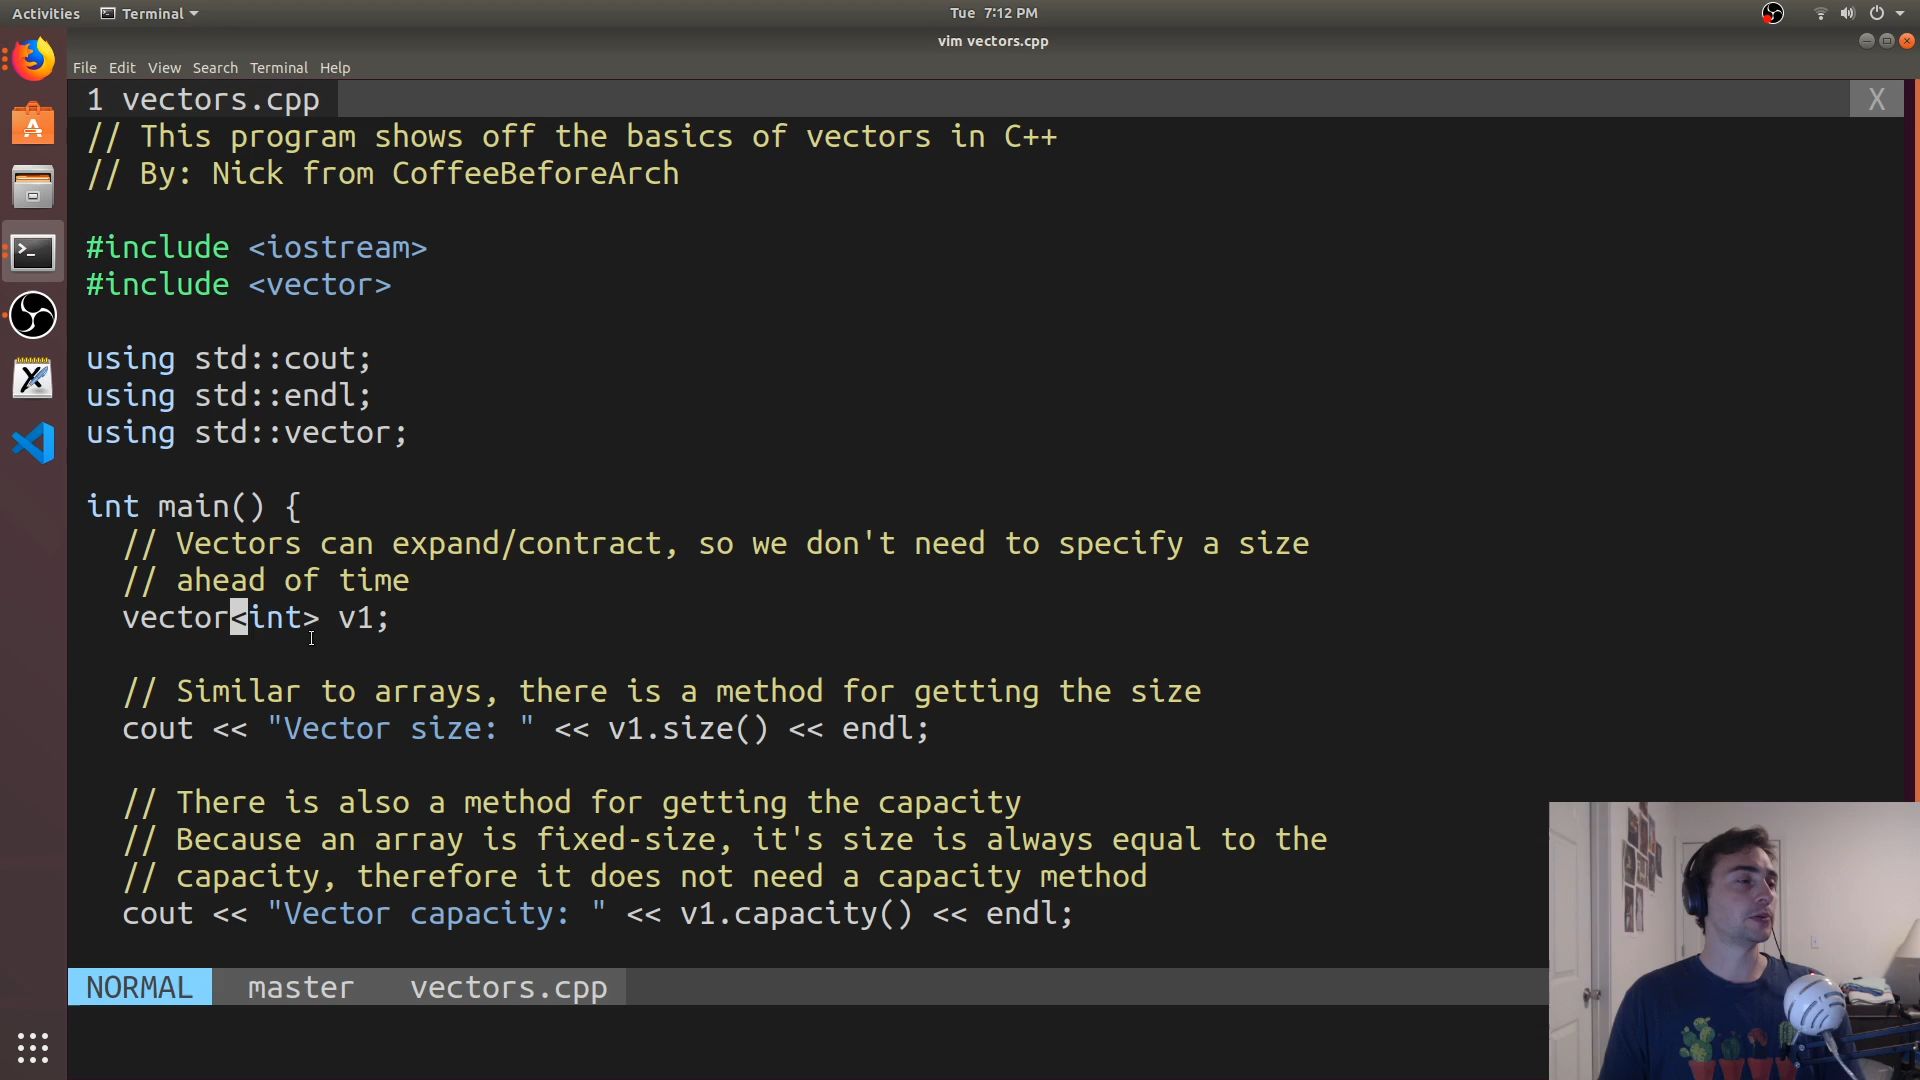 Activities Terminal Tue 7:12 PM
vim vectors.cpp
File Edit View Search Terminal Help
1 vectors.cpp X
// This program shows off the basics of vectors in C++
// By: Nick from CoffeeBeforeArch
#include <iostream>
#include <vector>
using std::cout;
using std::endl;
using std::vector;
int main() {
// Vectors can expand/contract, so we don't need to specify a size
// ahead of time
vector<int> v1;
// Similar to arrays, there is a method for getting the size
cout << "Vector size: " << v1.size() << endl;
// There is also a method for getting the capacity
// Because an array is fixed-size, it's size is always equal to the
// capacity, therefore it does not need a capacity method
cout << "Vector capacity: " << v1.capacity() << endl;
NORMAL master vectors.cpp